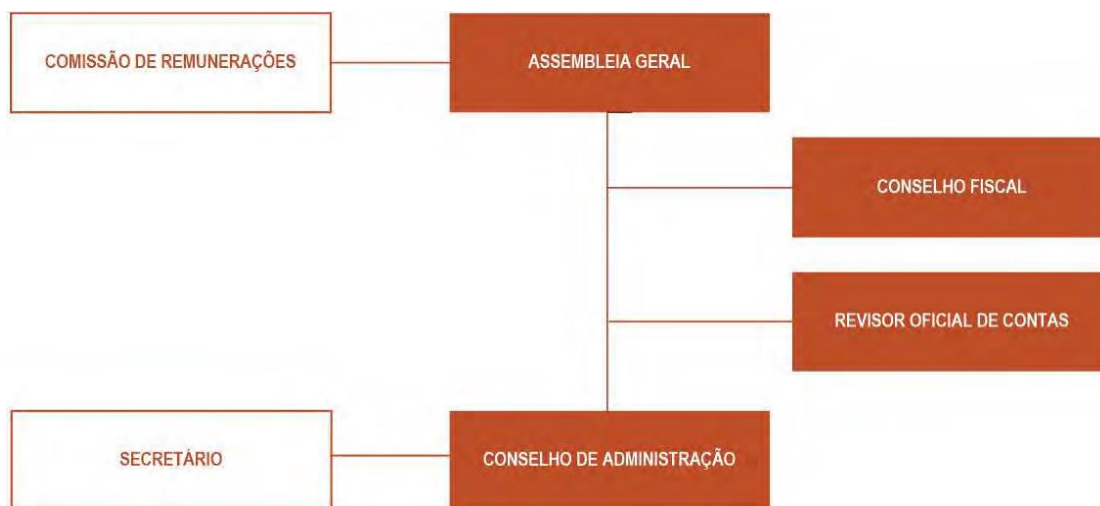 COMISSÃO DE REMUNERAÇÕES
ASSEMBLEIA GERAL
CONSELHO FISCAL
REVISOR OFICIAL DE CONTAS
SECRETÁRIO
CONSELHO DE ADMINISTRAÇÃO